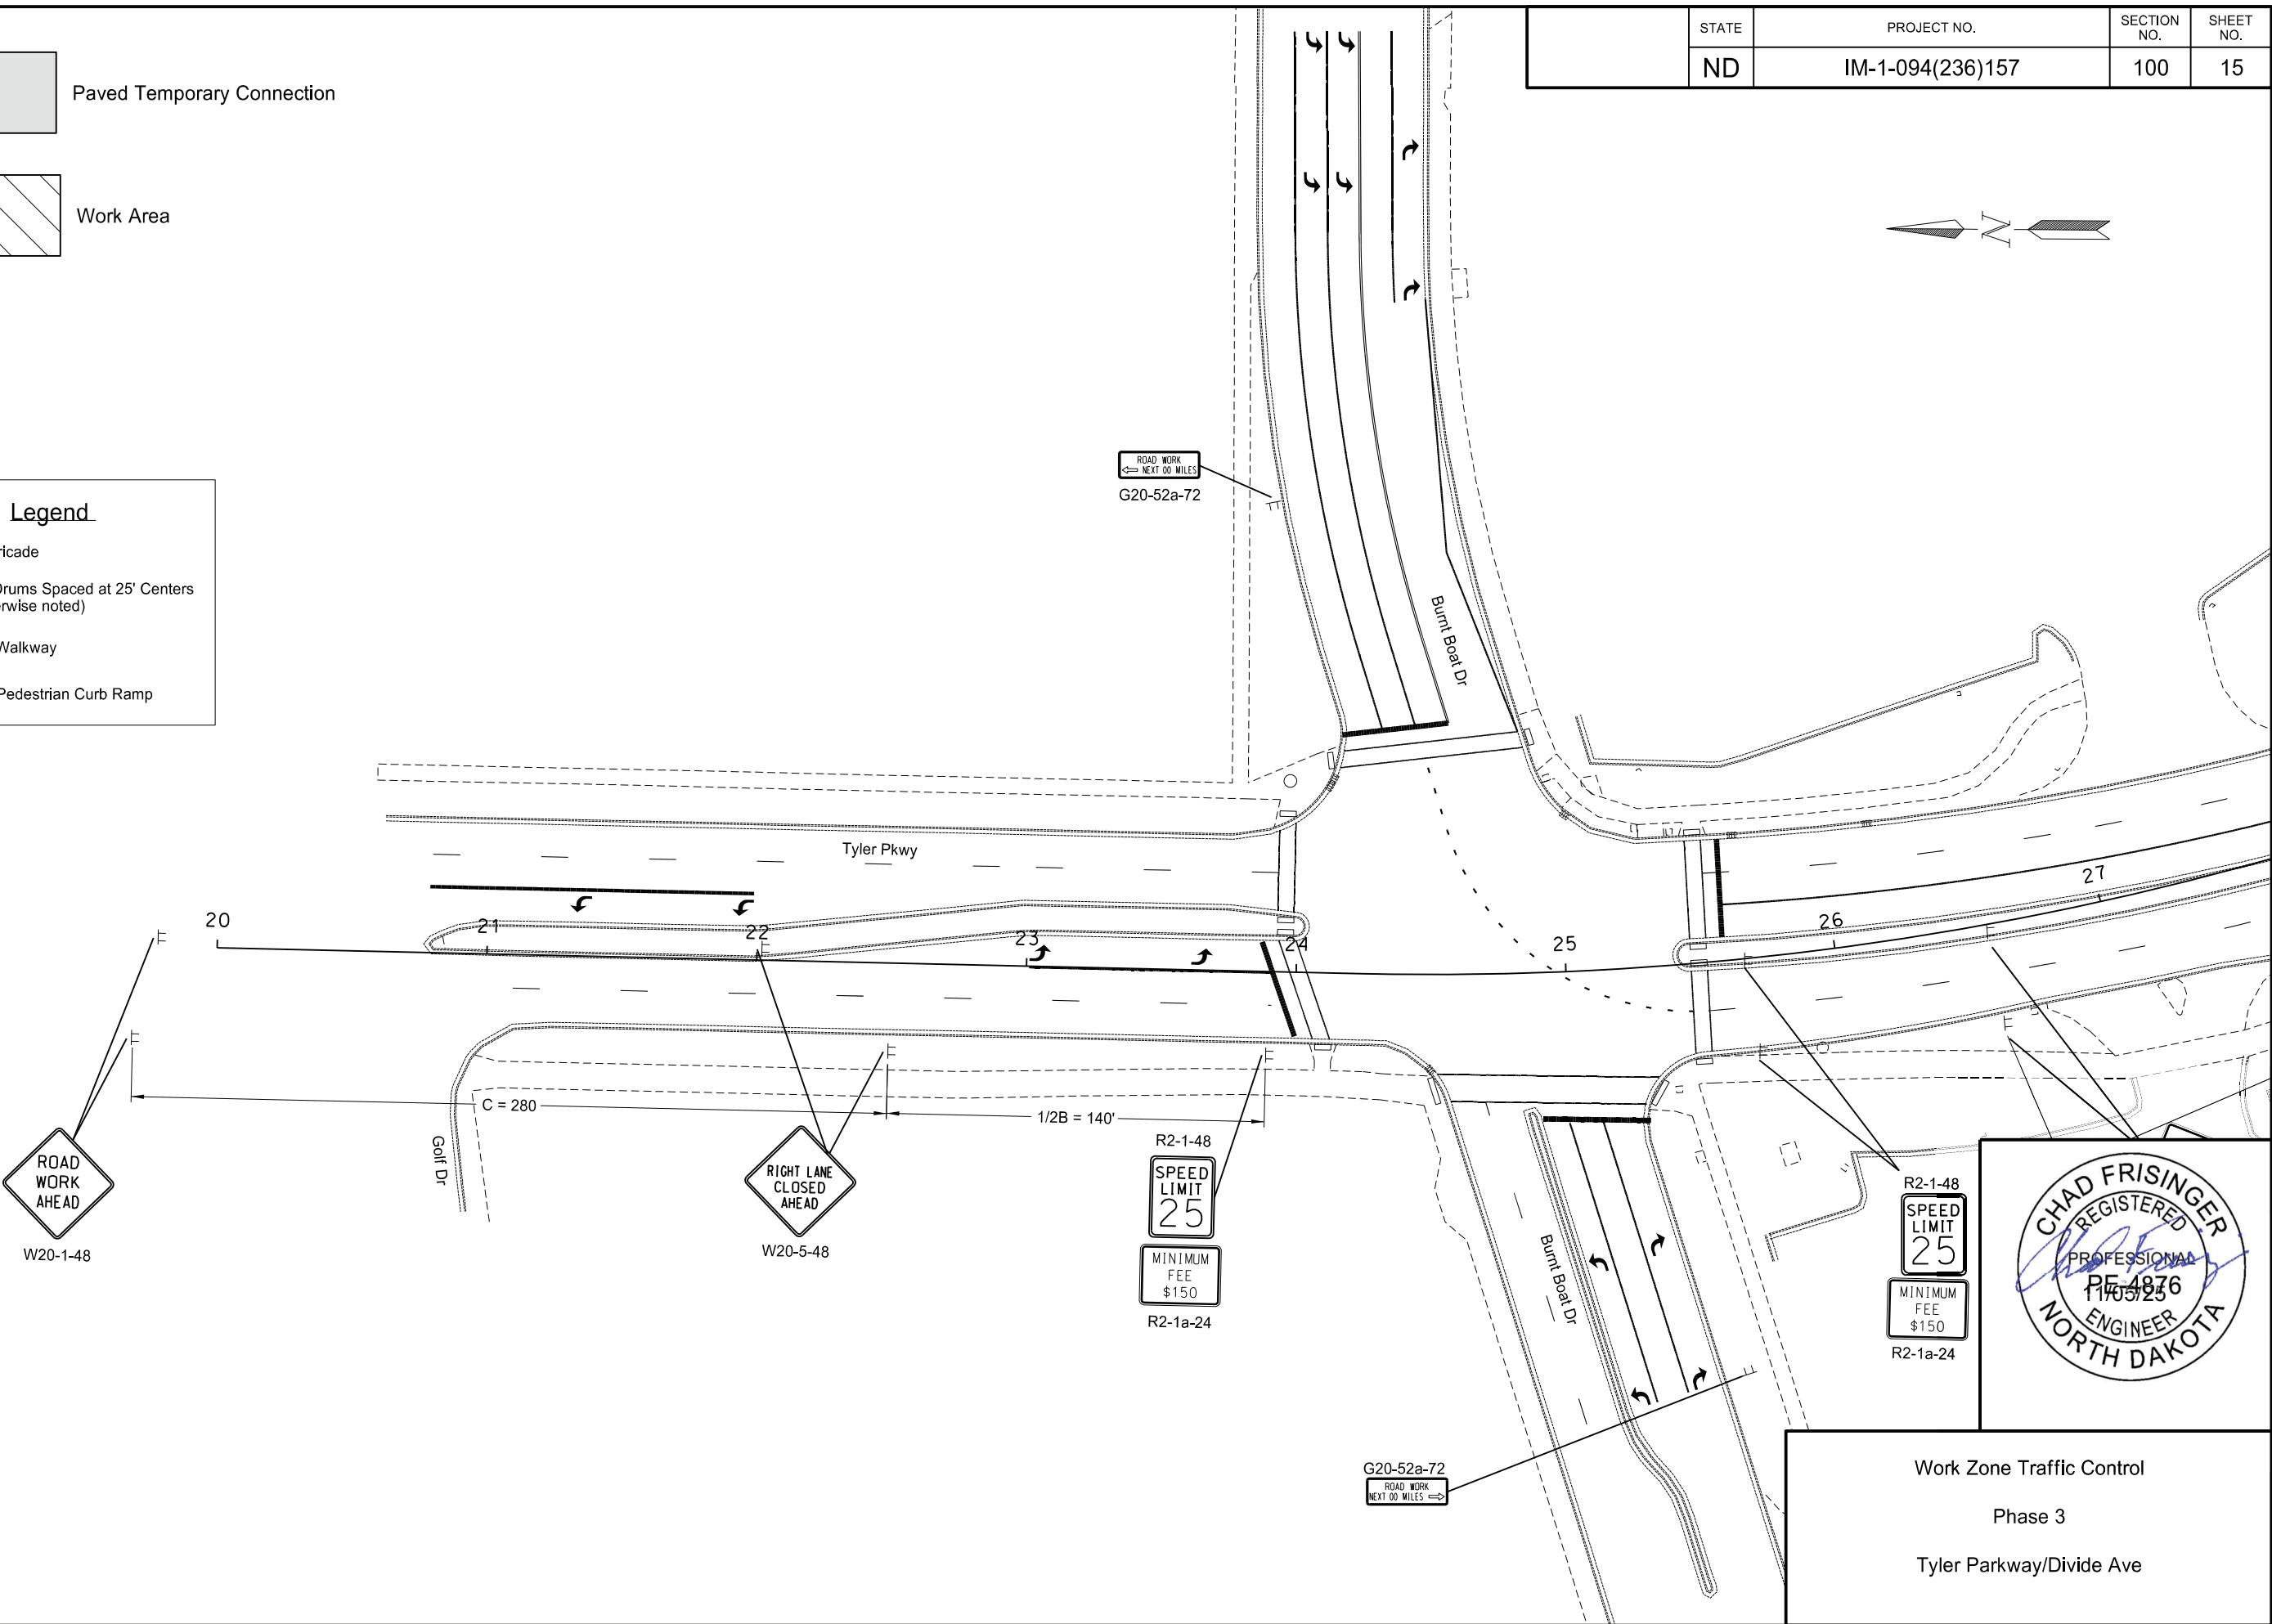 STATE
PROJECT NO.
SECTION NO.
SHEET NO.
ND
IM-1-094(236)157
100
15
Paved Temporary Connection
Work Area
N
ROAD WORK
NEXT 00 MILES
G20-52a-72
Legend
ricade
Drums Spaced at 25' Centers
rwise noted)
Walkway
Pedestrian Curb Ramp
Burnt Boat Dr
Tyler Pkwy
20
21
22
23
24
25
26
27
C = 280
1/2B = 140'
Golf Dr
ROAD
WORK
AHEAD
W20-1-48
RIGHT LANE
CLOSED
AHEAD
W20-5-48
R2-1-48
SPEED
LIMIT
25
MINIMUM
FEE
$150
R2-1a-24
Burnt Boat Dr
R2-1-48
SPEED
LIMIT
25
MINIMUM
FEE
$150
R2-1a-24
G20-52a-72
ROAD WORK
NEXT 00 MILES
CHAD FRISINGER
REGISTERED
PROFESSIONAL
PE-4876
11/05/25
ENGINEER
NORTH DAKOTA
Work Zone Traffic Control
Phase 3
Tyler Parkway/Divide Ave